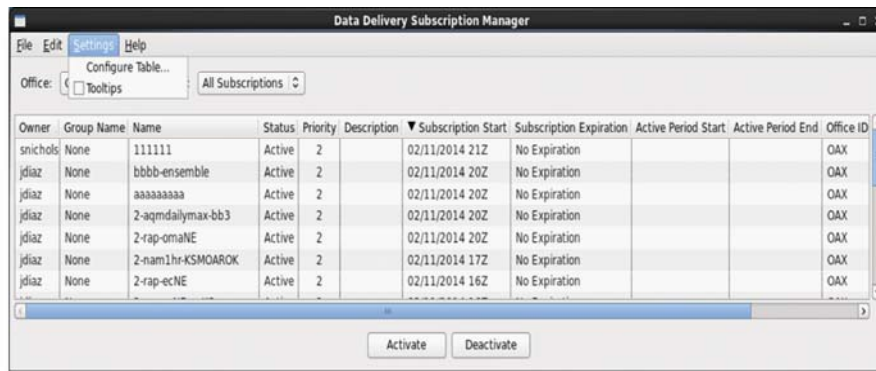 Data Delivery Subscription Manager
File Edit Settings Help
Configure Table...
Tooltips
Office: All Subscriptions
Owner Group Name Name Status Priority Description Subscription Start Subscription Expiration Active Period Start Active Period End Office ID
snichols None 111111 Active 2 02/11/2014 21Z No Expiration OAX
jdiaz None bbbb-ensemble Active 2 02/11/2014 20Z No Expiration OAX
jdiaz None aaaaaaaaa Active 2 02/11/2014 20Z No Expiration OAX
jdiaz None 2-aqmdailymax-bb3 Active 2 02/11/2014 20Z No Expiration OAX
jdiaz None 2-rap-omaNE Active 2 02/11/2014 20Z No Expiration OAX
jdiaz None 2-nam1hr-KSMOAROK Active 2 02/11/2014 17Z No Expiration OAX
jdiaz None 2-rap-ecNE Active 2 02/11/2014 16Z No Expiration OAX
Activate Deactivate